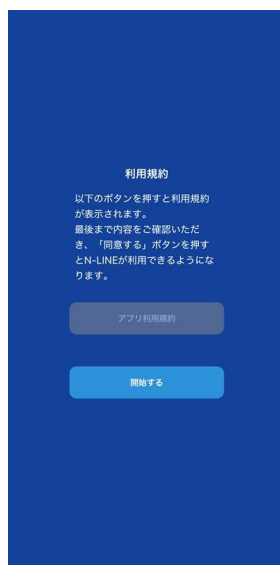 利用規約
以下のボタンを押すと利用規約
が表示されます。
最後まで内容をご確認いただ
き、「同意する」ボタンを押す
とN-LINEが利用できるようにな
ります。
アプリ利用規約
開始する